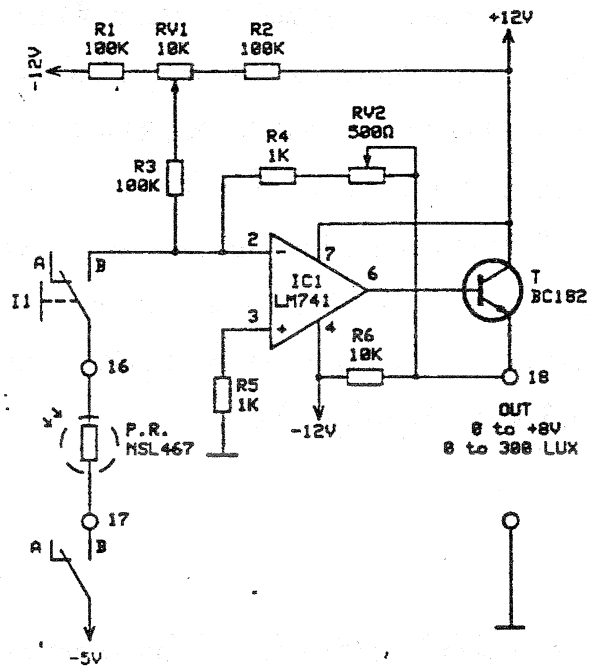 R1
100K
RV1
10K
R2
100K
+12V
-12V
R3
100K
R4
1K
RV2
500Ω
A
B
I1
2
-
7
6
IC1
LM741
3
+
4
T
BC182
R5
1K
R6
10K
-12V
18
OUT
0 to +8V
0 to 300 LUX
16
P.R.
NSL467
17
A
B
-5V